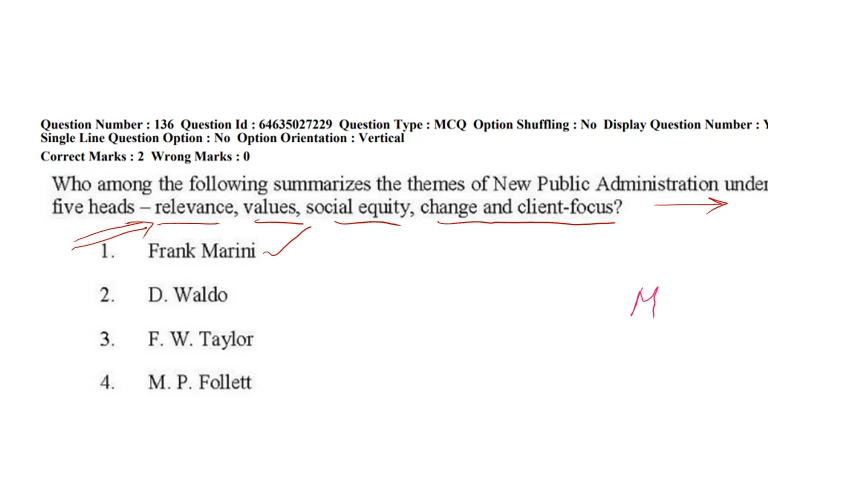 Question Number : 136 Question Id : 64635027229 Question Type : MCQ Option Shuffling : No Display Question Number : Y
Single Line Question Option : No Option Orientation : Vertical
Correct Marks : 2 Wrong Marks : 0
Who among the following summarizes the themes of New Public Administration under
five heads – relevance, values, social equity, change and client-focus?
1. Frank Marini
2. D. Waldo
M
3. F. W. Taylor
4. M. P. Follett